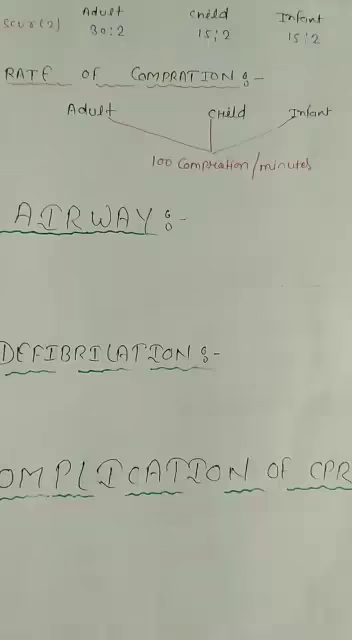 Adult Child Infant
30:2 15:2 15:2
RATE OF COMPRATION :-
Adult Child Infant
100 Compration/minutes
AIRWAY :-
DEFIBRILATION :-
OMPLICATION OF CPR